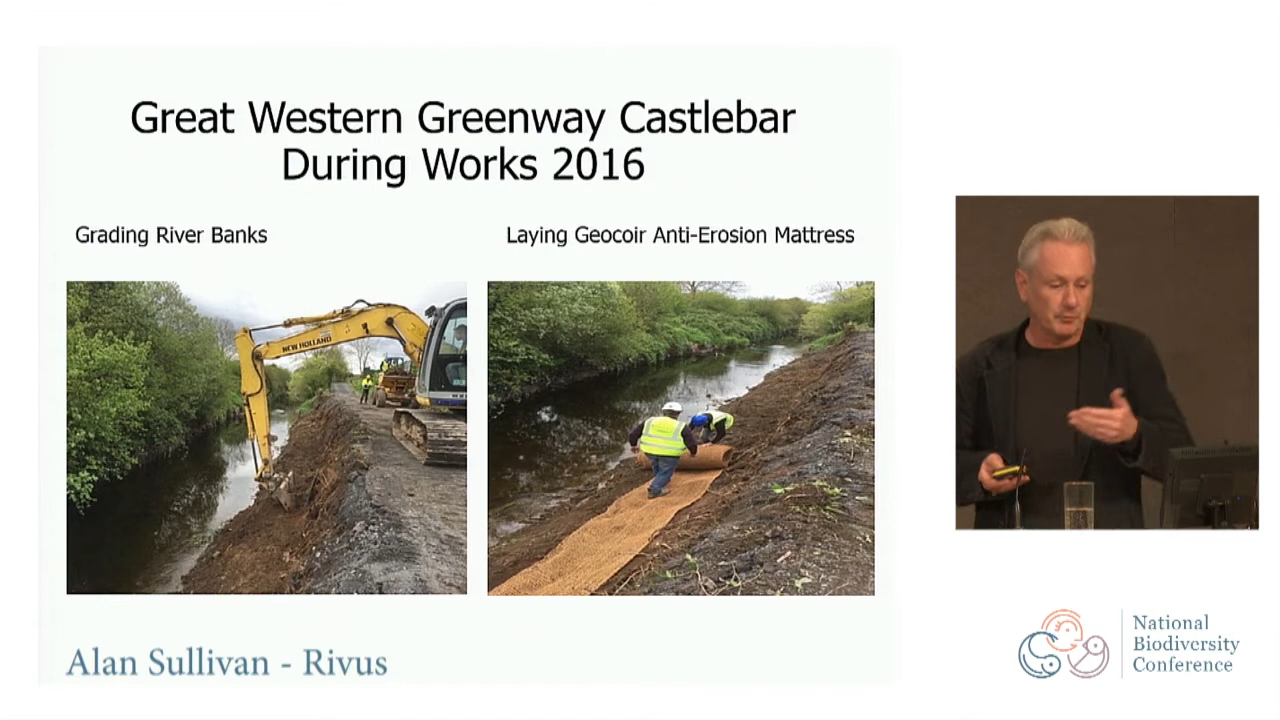 Great Western Greenway Castlebar
During Works 2016
Grading River Banks
Laying Geocoir Anti-Erosion Mattress
NEW HOLLAND
Alan Sullivan - Rivus
National
Biodiversity
Conference